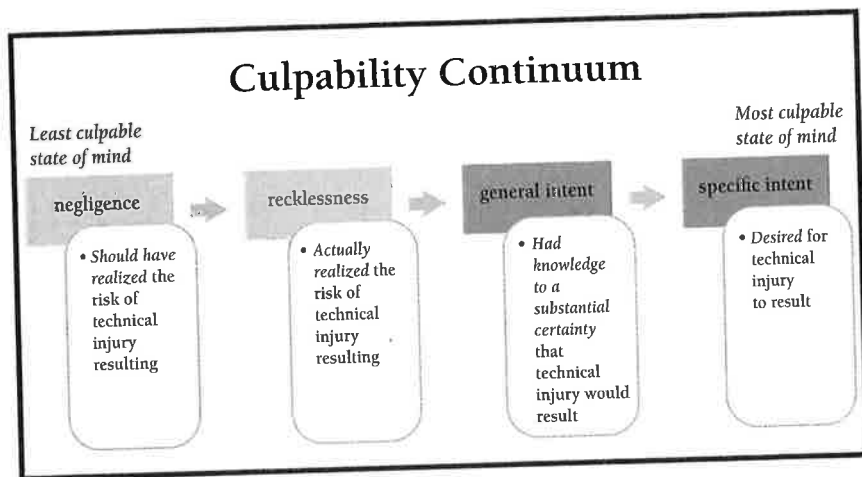 Culpability Continuum
Least culpable
state of mind
Most culpable
state of mind
negligence
recklessness
general intent
specific intent
• Should have
realized the
risk of
technical
injury
resulting
• Actually
realized the
risk of
technical
injury
resulting
• Had
knowledge
to a
substantial
certainty
that
technical
injury would
result
• Desired for
technical
injury
to result